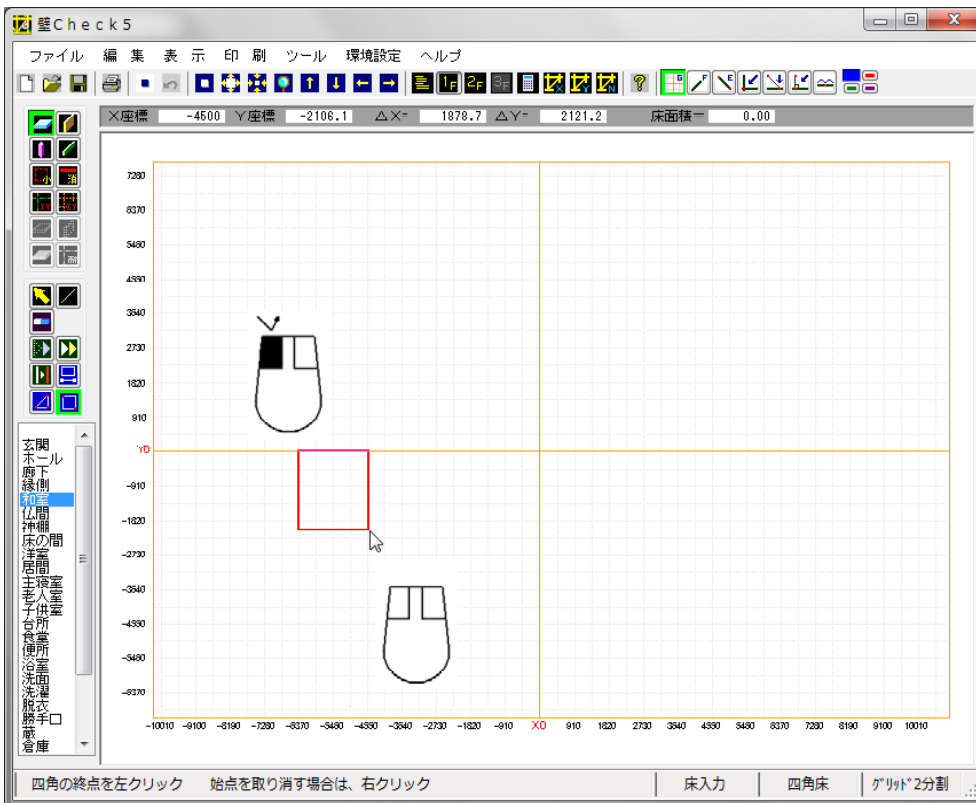 壁Check5
ファイル 編 集 表 示 印 刷 ツール 環境設定 ヘルプ
X座標 -4500 Y座標 -2106.1 △X= 1878.7 △Y= 2121.2 床面積＝ 0.00
7280
6370
5460
4550
3640
2730
1820
910
Y0
-910
-1820
-2730
-3640
-4550
-5460
-6370
-10010 -9100 -8190 -7280 -6370 -5460 -4550 -3640 -2730 -1820 -910 X0 910 1820 2730 3640 4550 5460 6370 7280 8190 9100 10010
玄関
ホール
廊下
縁側
和室
仏間
神棚
床の間
洋室
居間
主寝室
老人室
子供室
台所
食堂
便所
浴室
洗面
洗濯
脱衣
勝手口
蔵
倉庫
四角の終点を左クリック 始点を取り消す場合は、右クリック 床入力 四角床 ｸﾞﾘｯﾄﾞ2分割